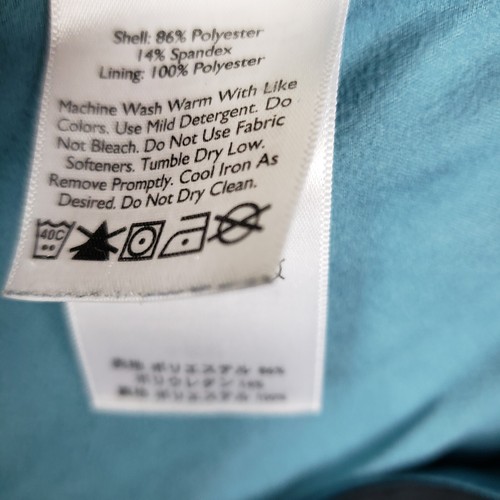 Shell: 86% Polyester
14% Spandex
Lining: 100% Polyester
Machine Wash Warm With Like
Colors. Use Mild Detergent. Do
Not Bleach. Do Not Use Fabric
Softeners. Tumble Dry Low.
Remove Promptly. Cool Iron As
Desired. Do Not Dry Clean.
40C
ポリエステル 86%
ポリウレタン 14%
ポリエステル 100%